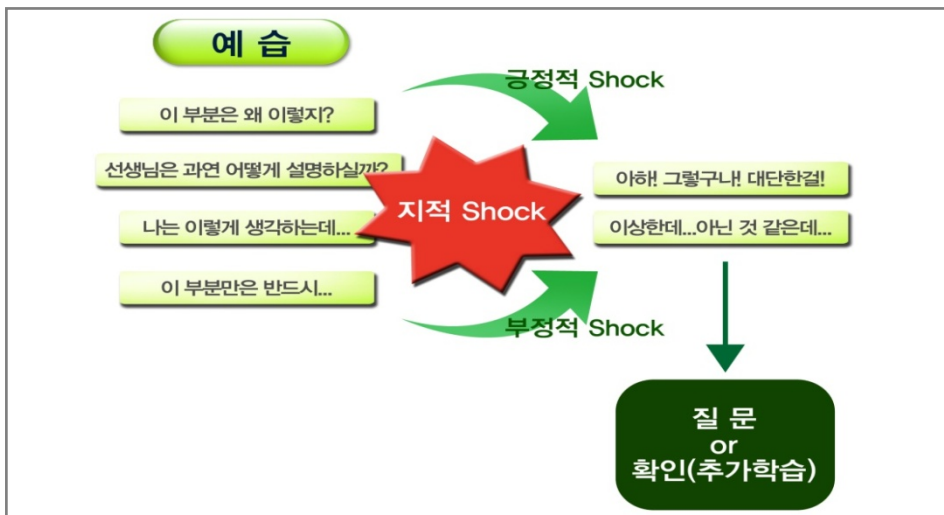 예 습
이 부분은 왜 이렇지?
선생님은 과연 어떻게 설명하실까?
나는 이렇게 생각하는데...
이 부분만은 반드시...
긍정적 Shock
지적 Shock
부정적 Shock
아하! 그렇구나! 대단한걸!
이상한데...아닌 것 같은데...
질 문
or
확인(추가학습)